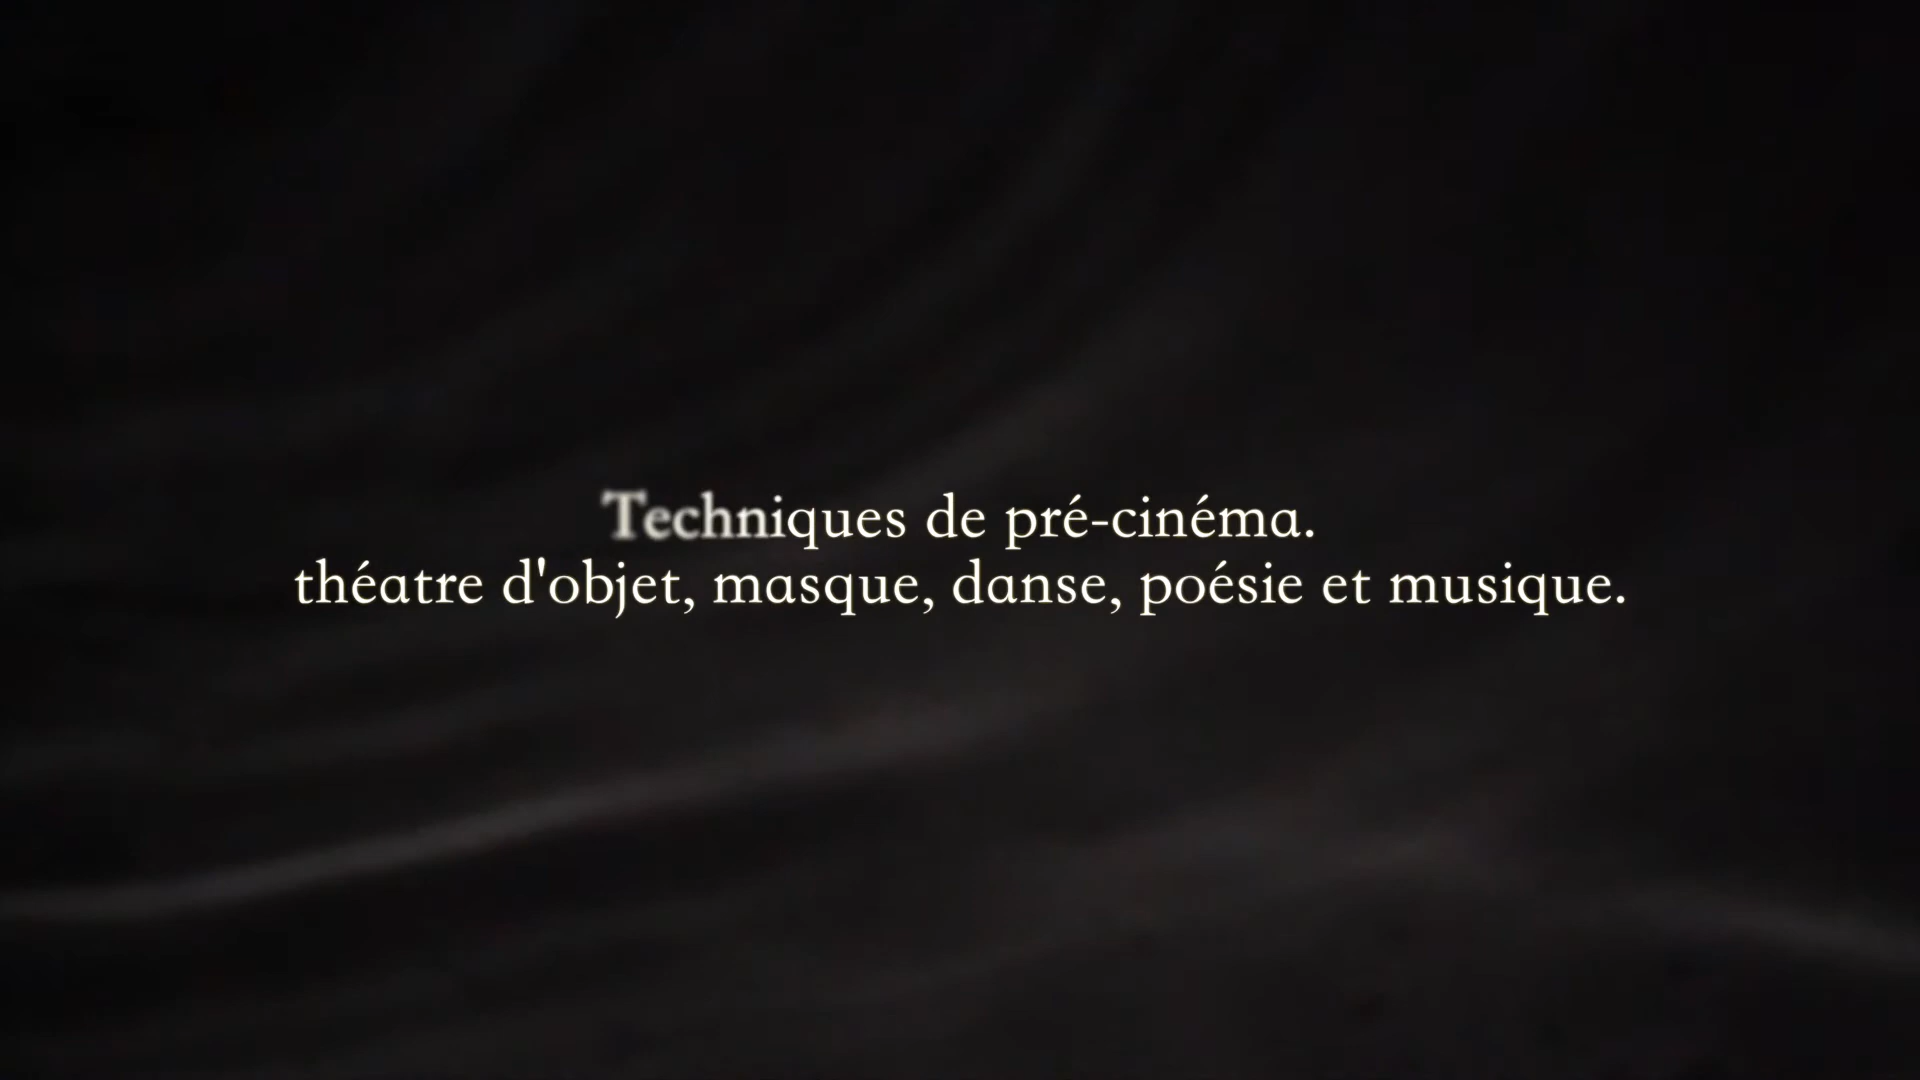 Techniques de pré-cinéma.
théatre d'objet, masque, danse, poésie et musique.